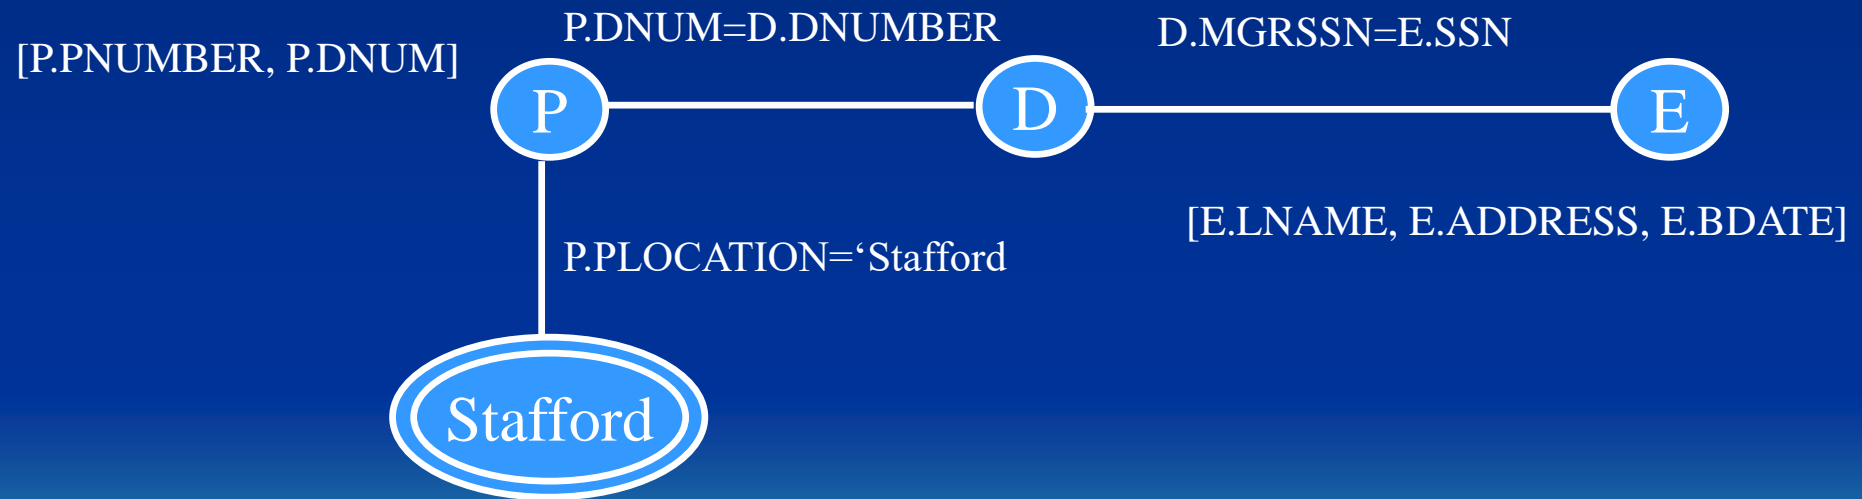 P.DNUM=D.DNUMBER
D.MGRSSN=E.SSN
[P.PNUMBER, P.DNUM]
P
D
E
[E.LNAME, E.ADDRESS, E.BDATE]
P.PLOCATION=‘Stafford
Stafford